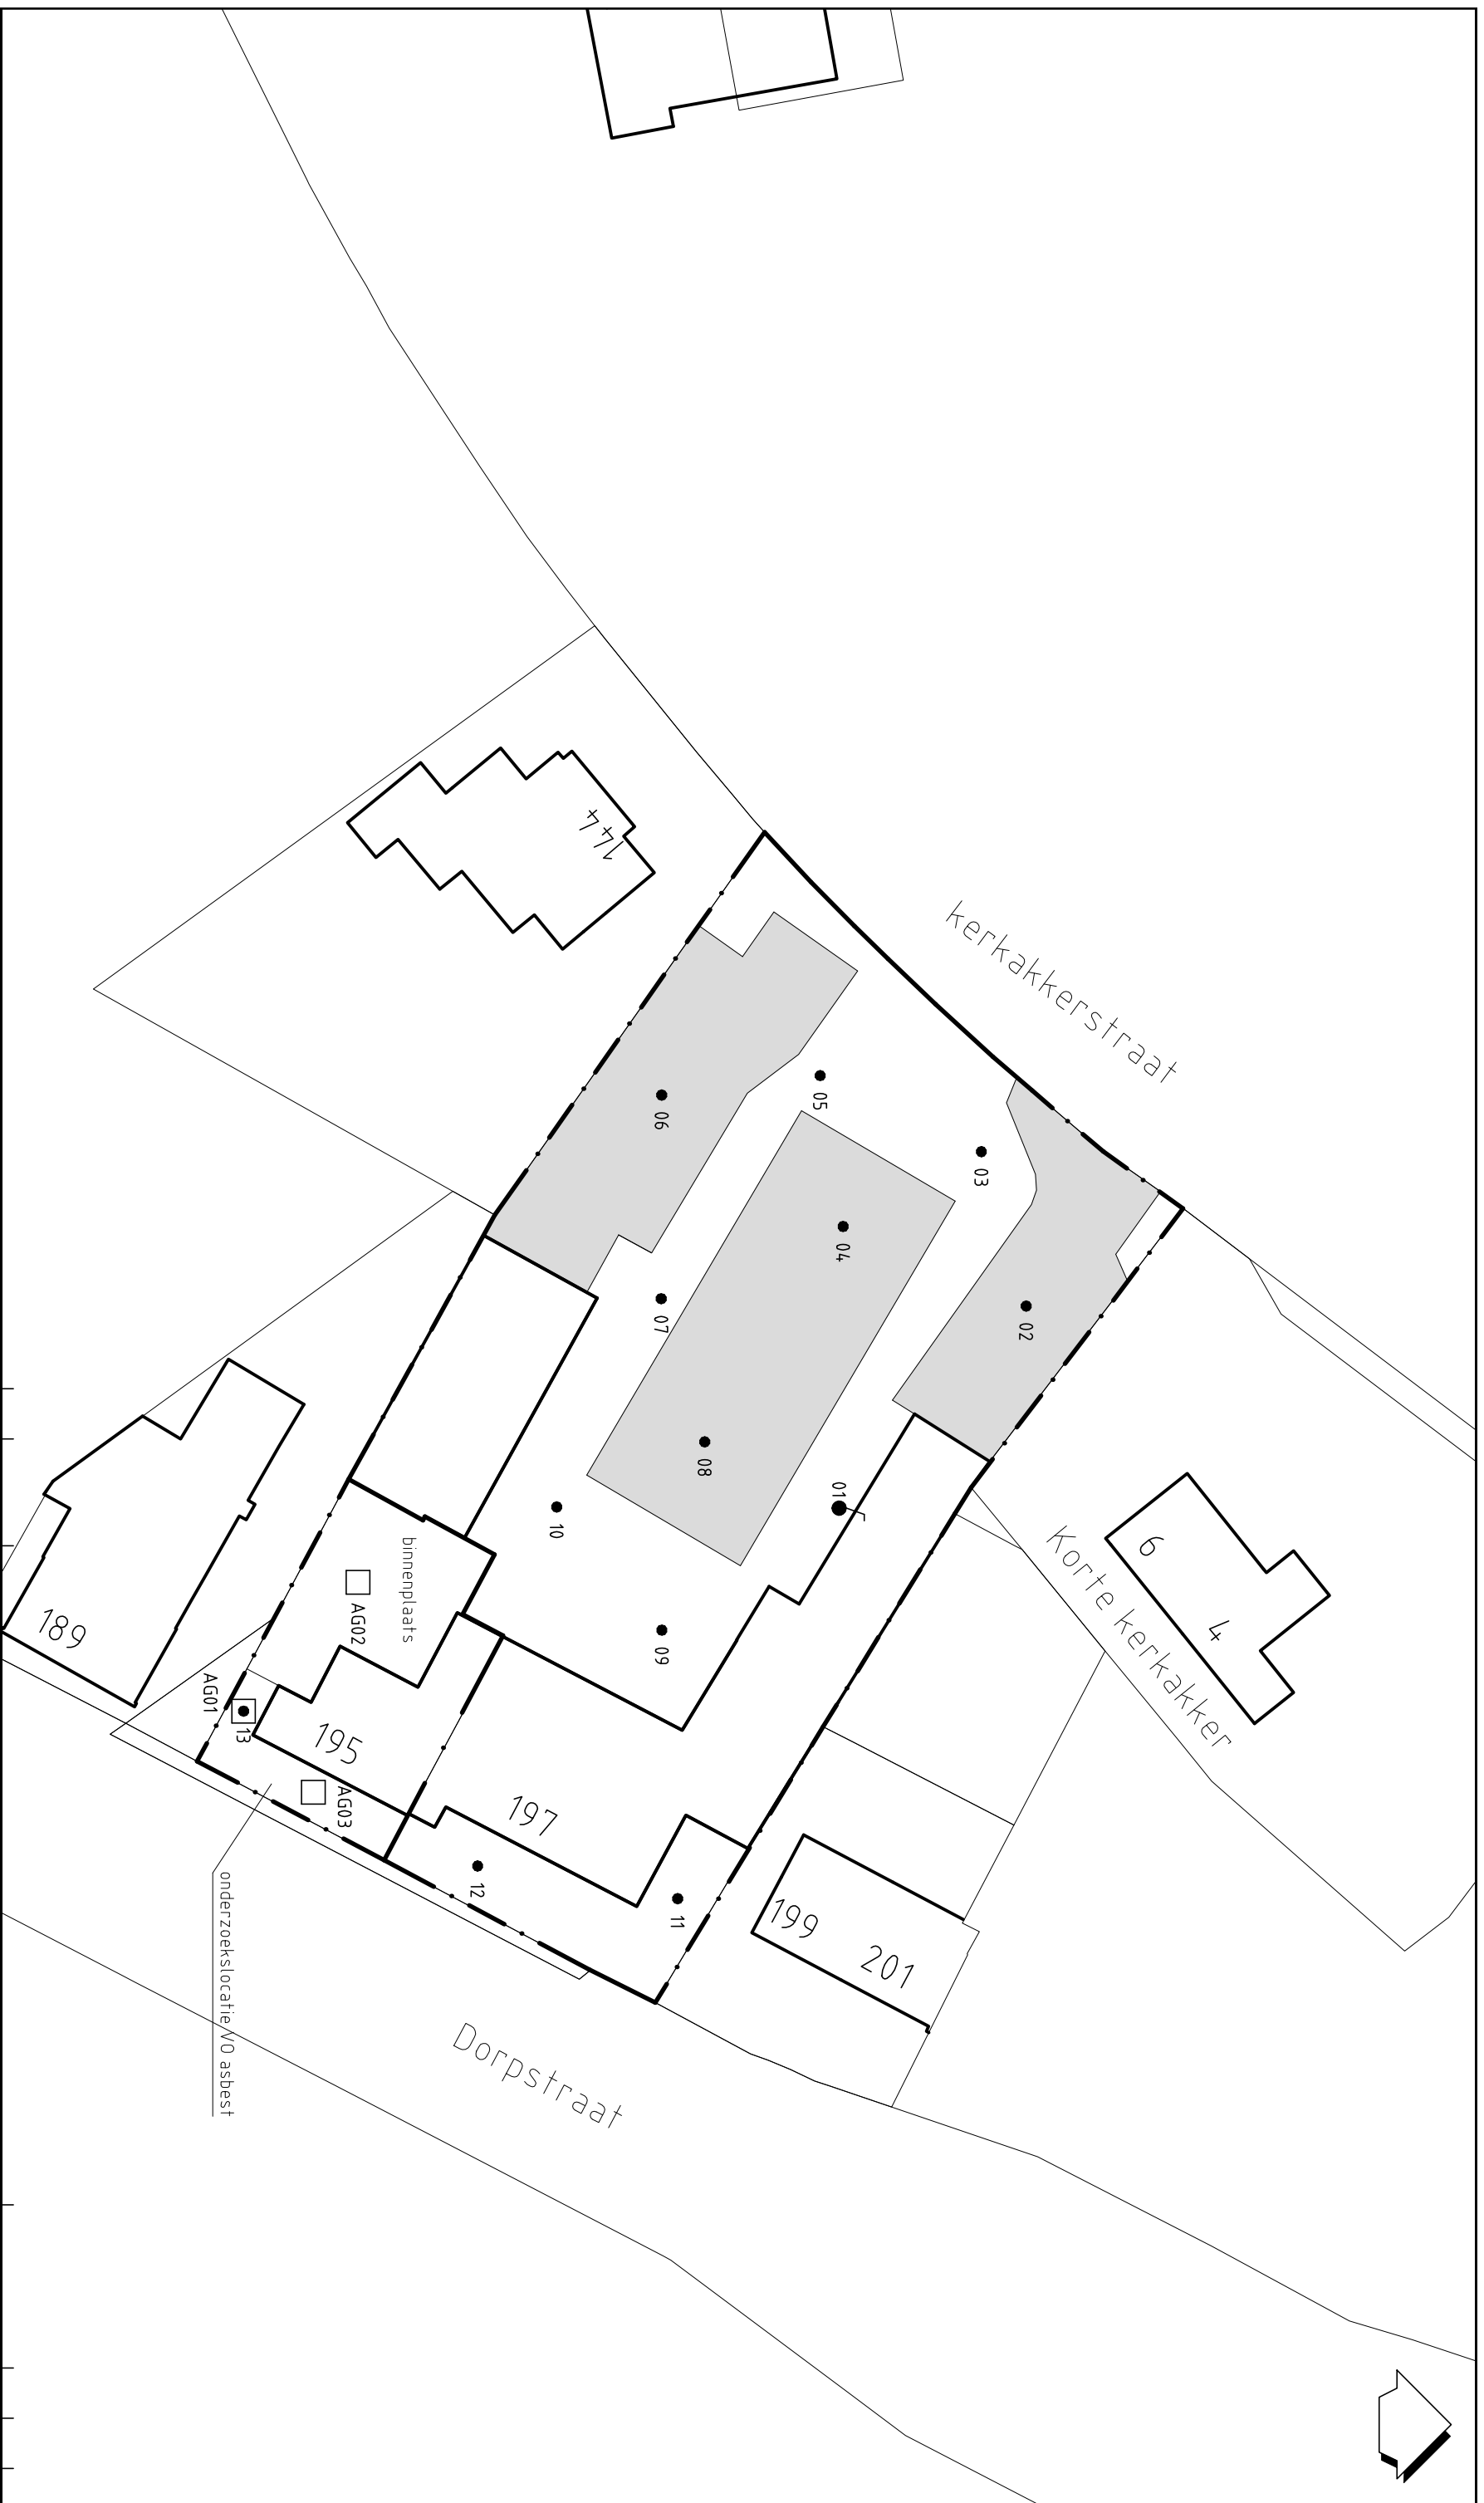 144
kerkakkerstraat
05
06
03
04
07
02
08
01
10
6
4
Korte kerkakker
binnenplaats
AG02
09
189
AG01
13
195
AG03
197
12
11
199
201
onderzoekslocatie VO asbest
Dorpstraat